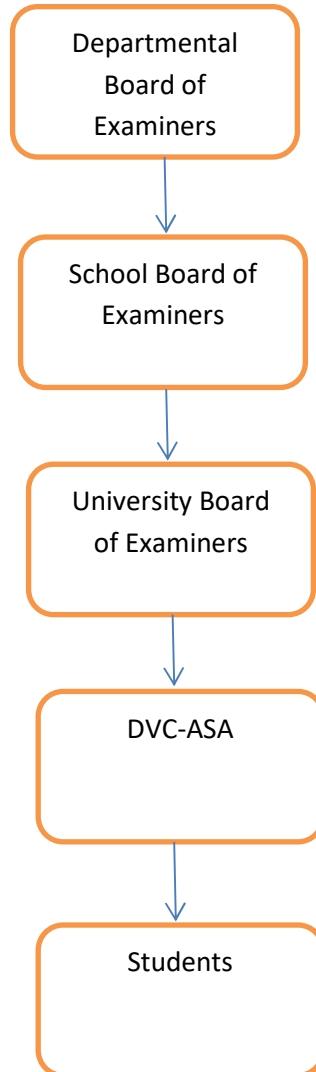 Departmental
Board of
Examiners
School Board of
Examiners
University Board
of Examiners
DVC-ASA
Students